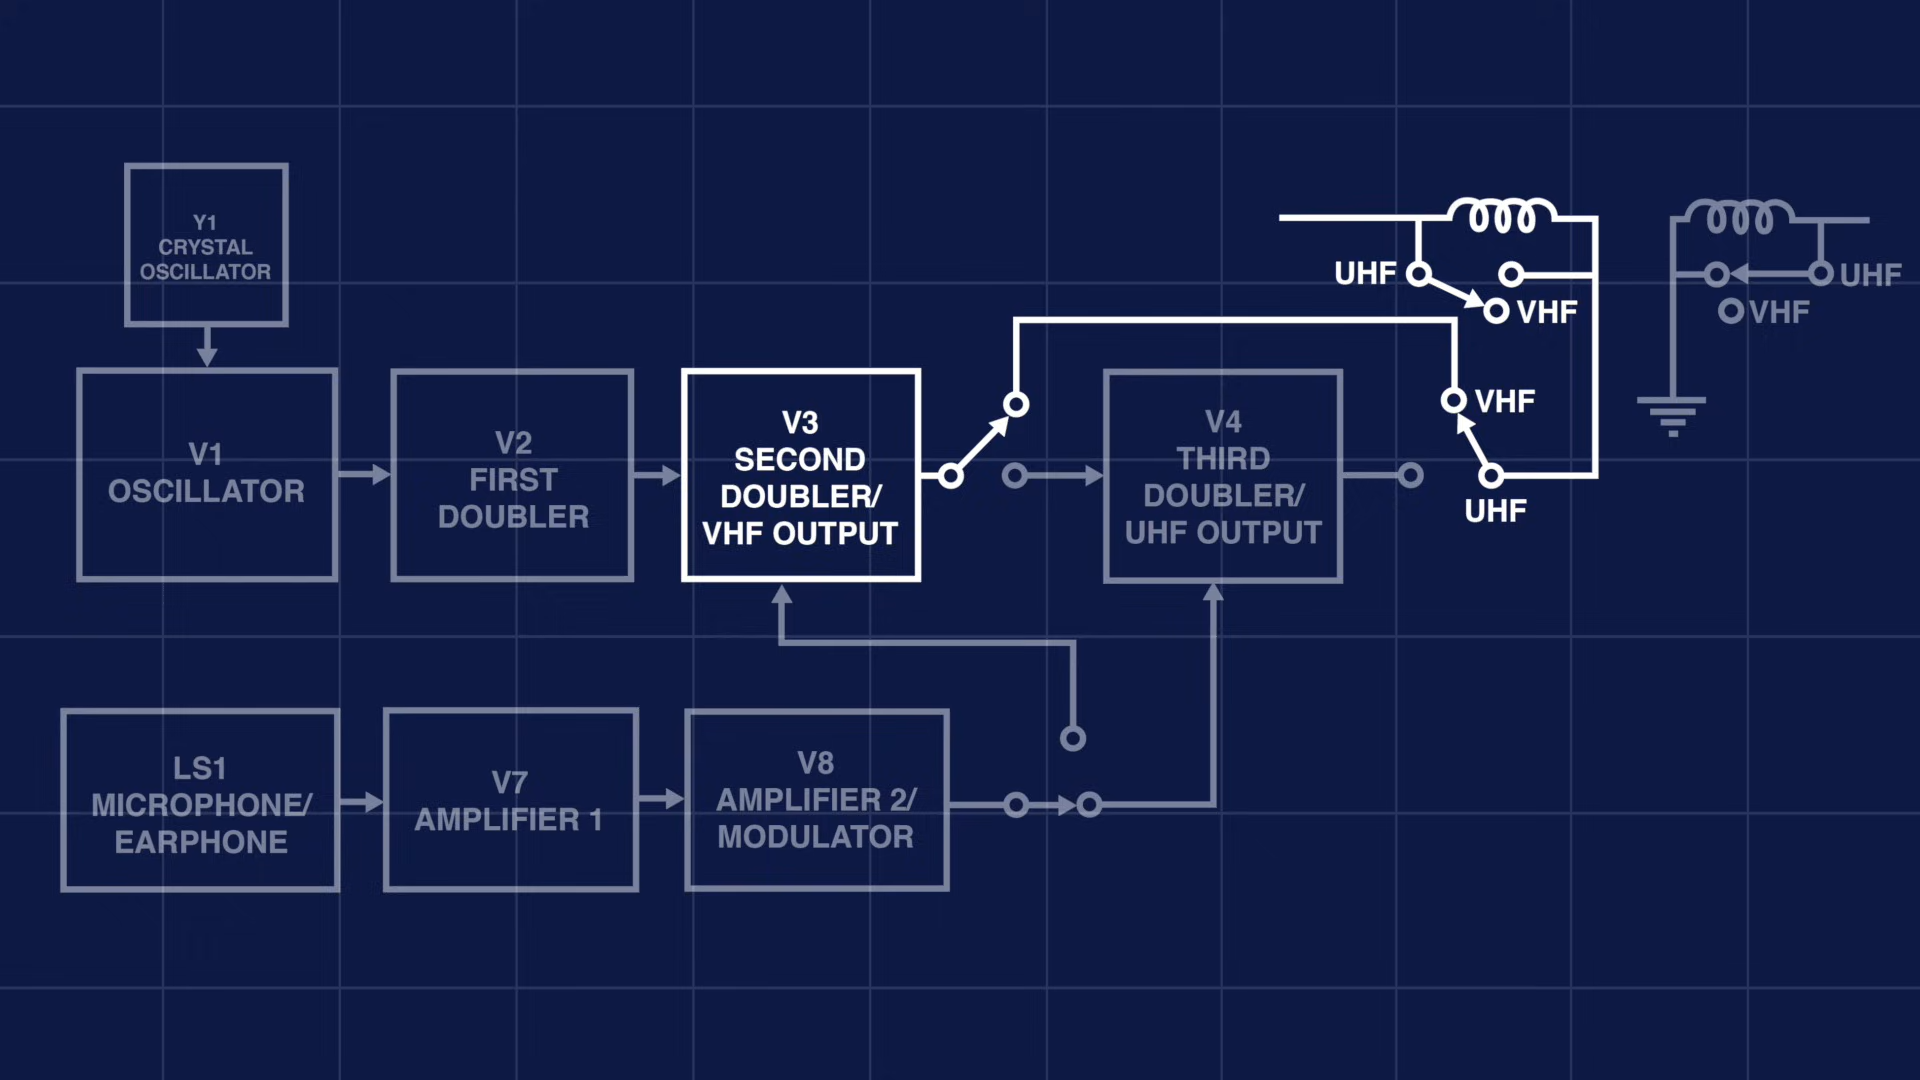 Y1
CRYSTAL
OSCILLATOR
V1
OSCILLATOR
V2
FIRST
DOUBLER
V3
SECOND
DOUBLER/
VHF OUTPUT
V4
THIRD
DOUBLER/
UHF OUTPUT
UHF
VHF
VHF
UHF
UHF
VHF
LS1
MICROPHONE/
EARPHONE
V7
AMPLIFIER 1
V8
AMPLIFIER 2/
MODULATOR